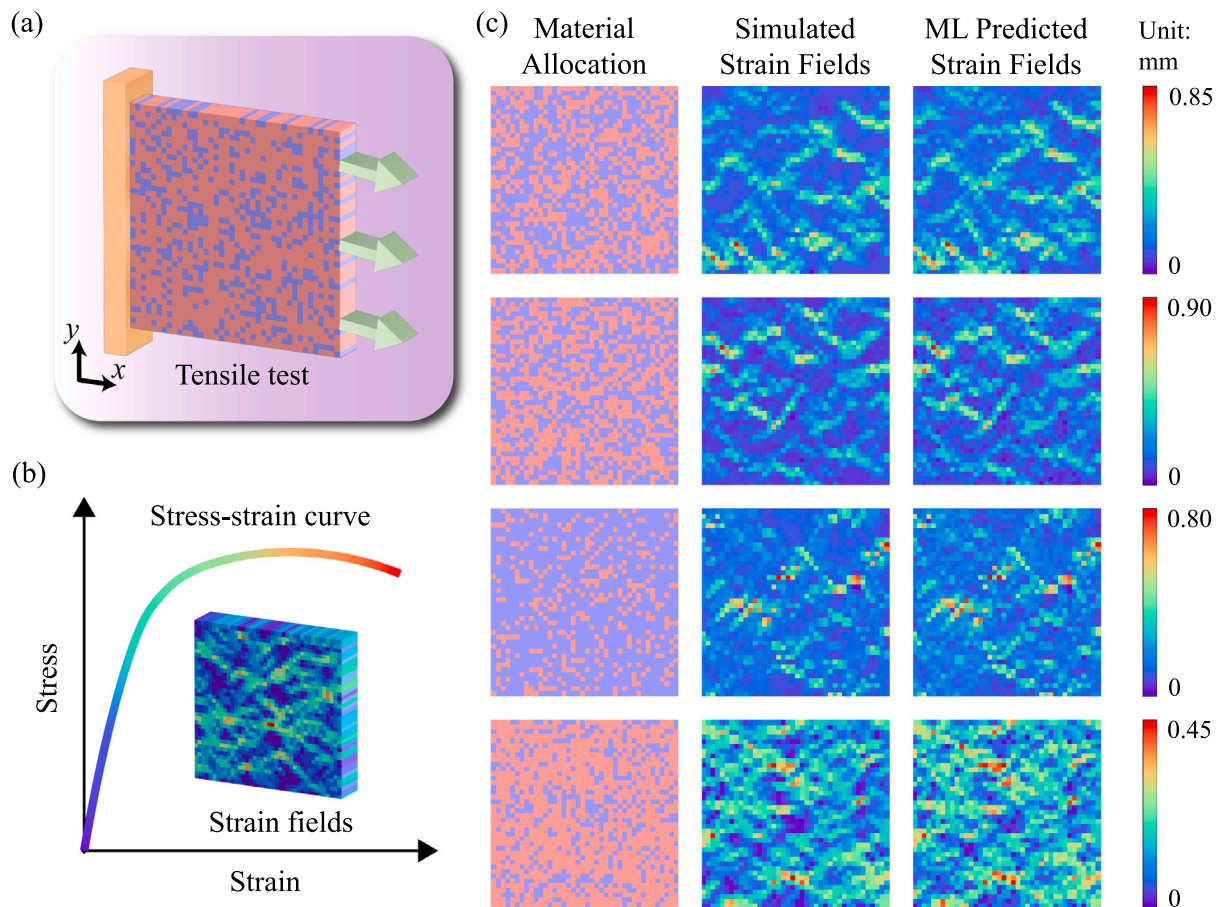 (a)
y
x
Tensile test
(b)
Stress-strain curve
Stress
Strain fields
Strain
(c)
Material
Allocation
Simulated
Strain Fields
ML Predicted
Strain Fields
Unit:
mm
0.85
0
0.90
0
0.80
0
0.45
0